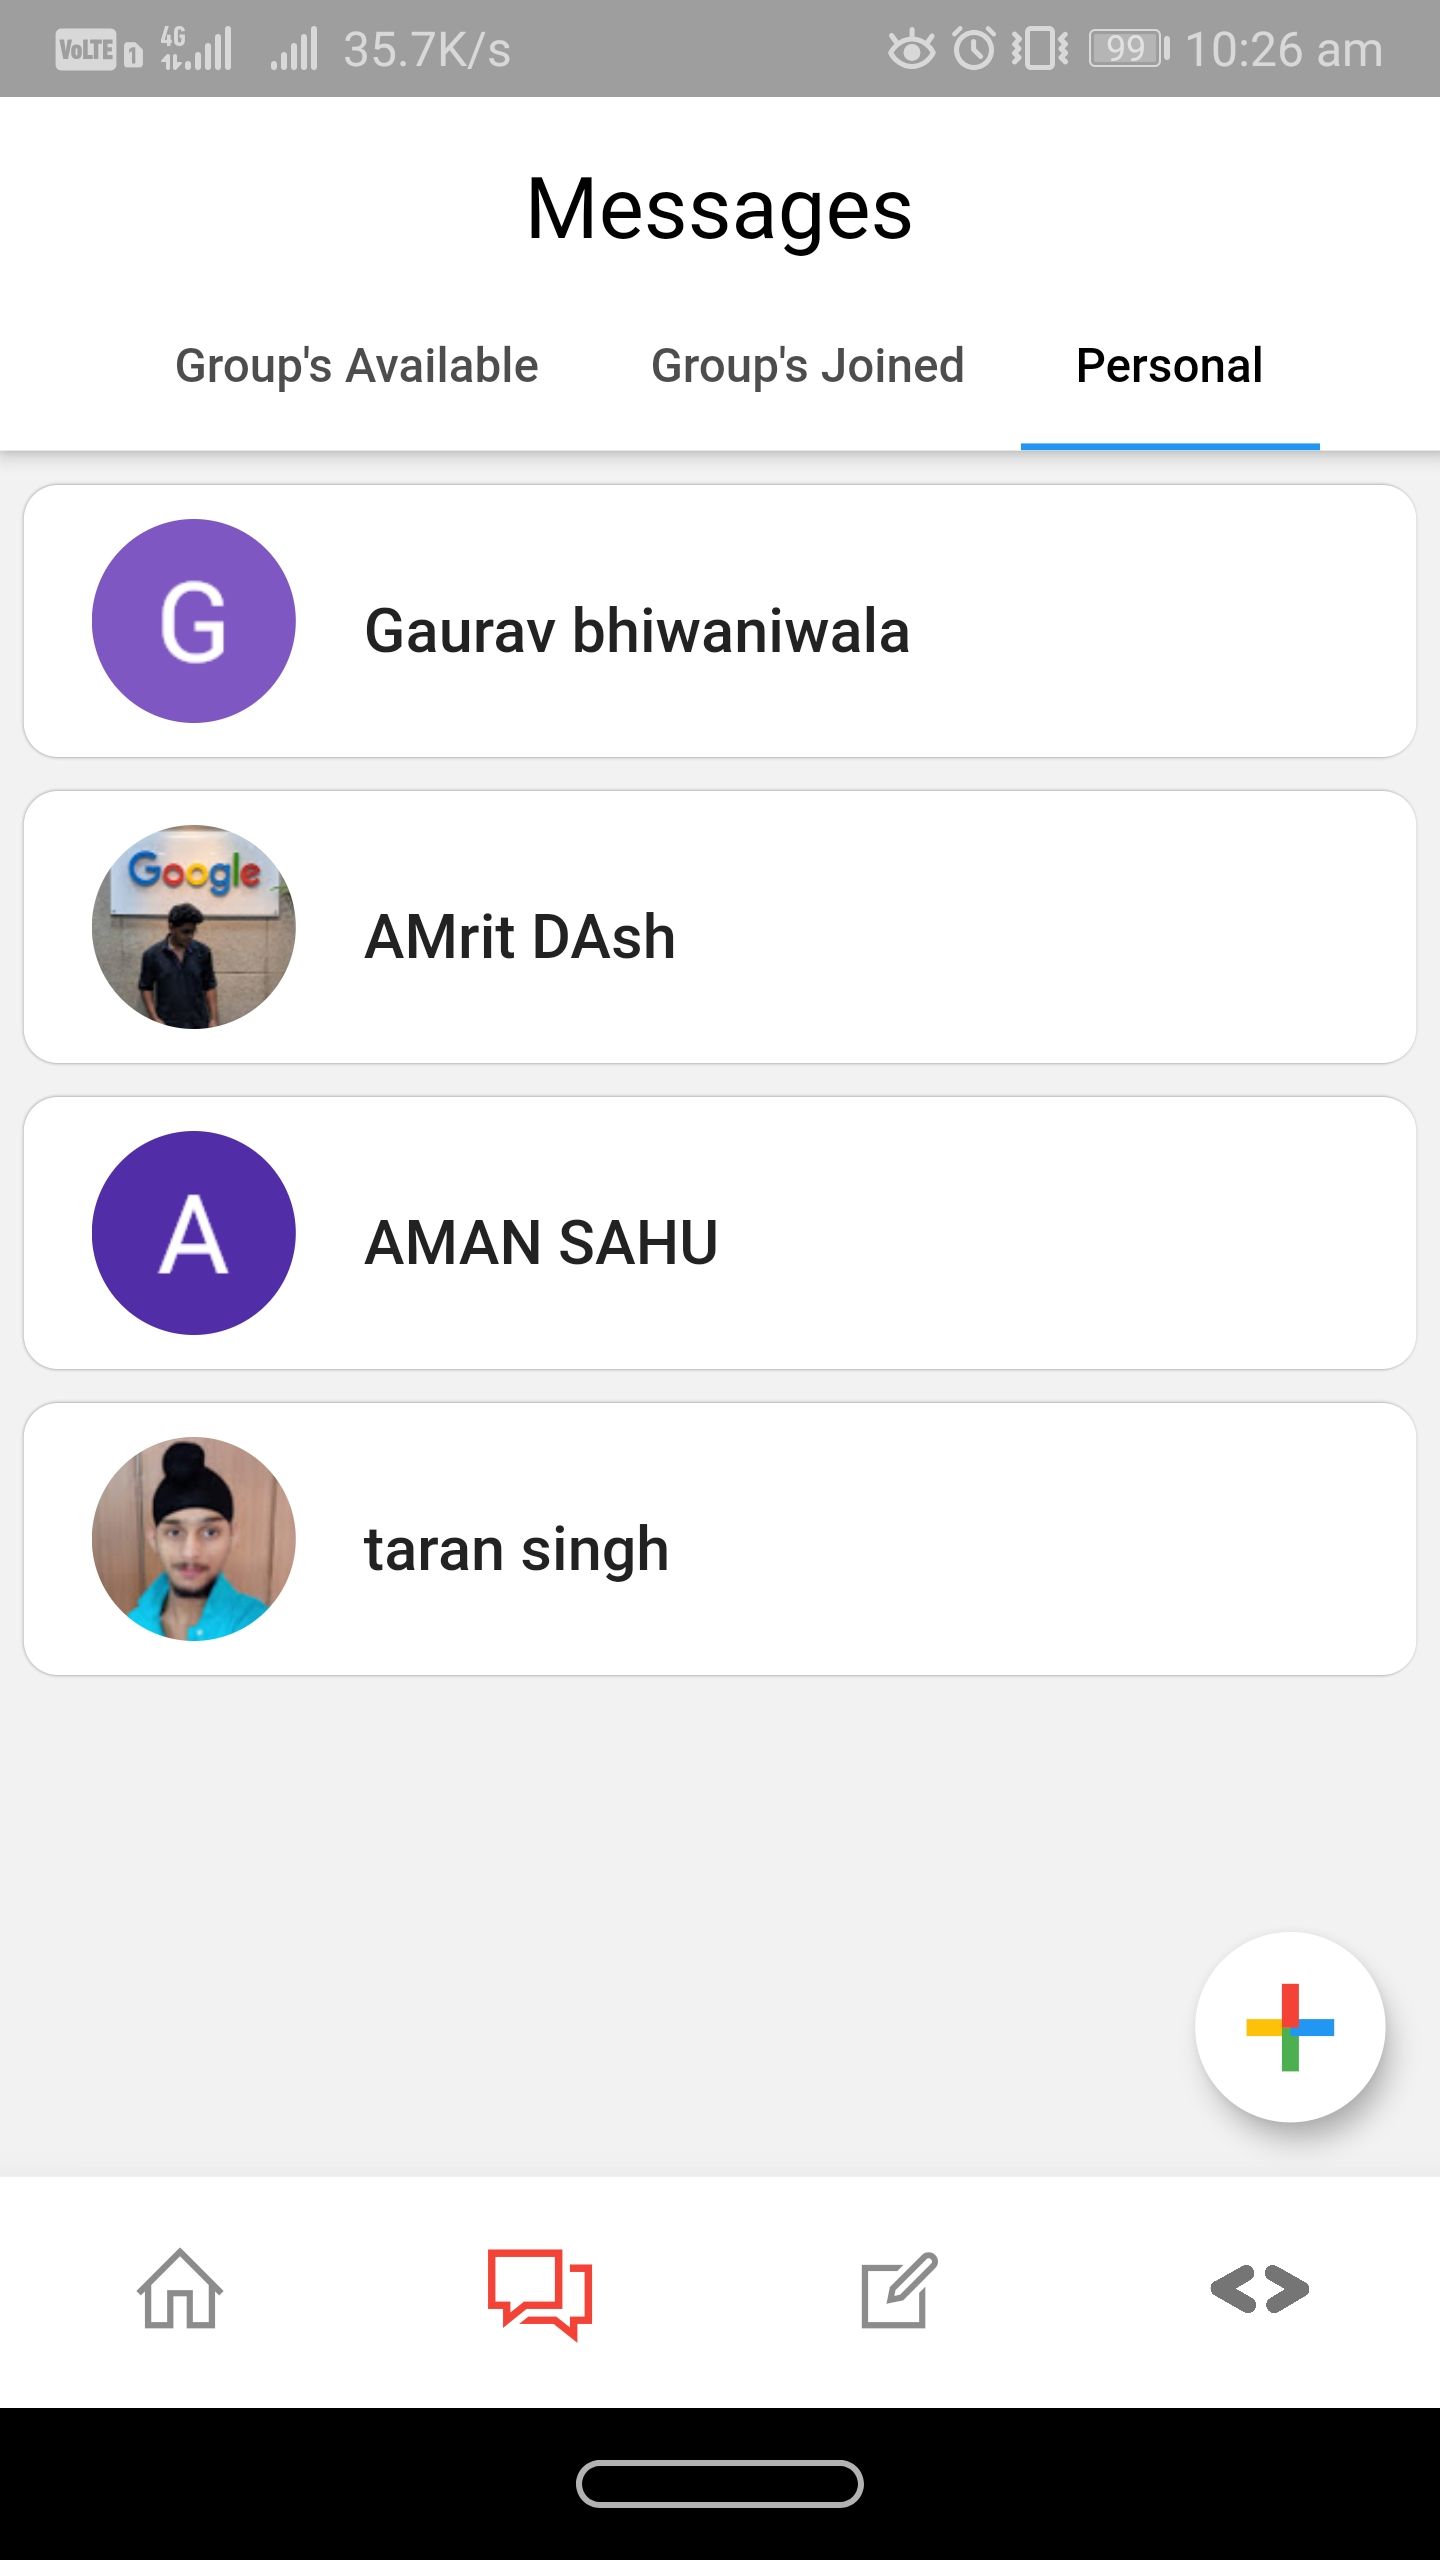 VoLTE 1 4G 35.7K/s 99 10:26 am
Messages
Group's Available Group's Joined Personal
G
Gaurav bhiwaniwala
Google
AMrit DAsh
A
AMAN SAHU
taran singh